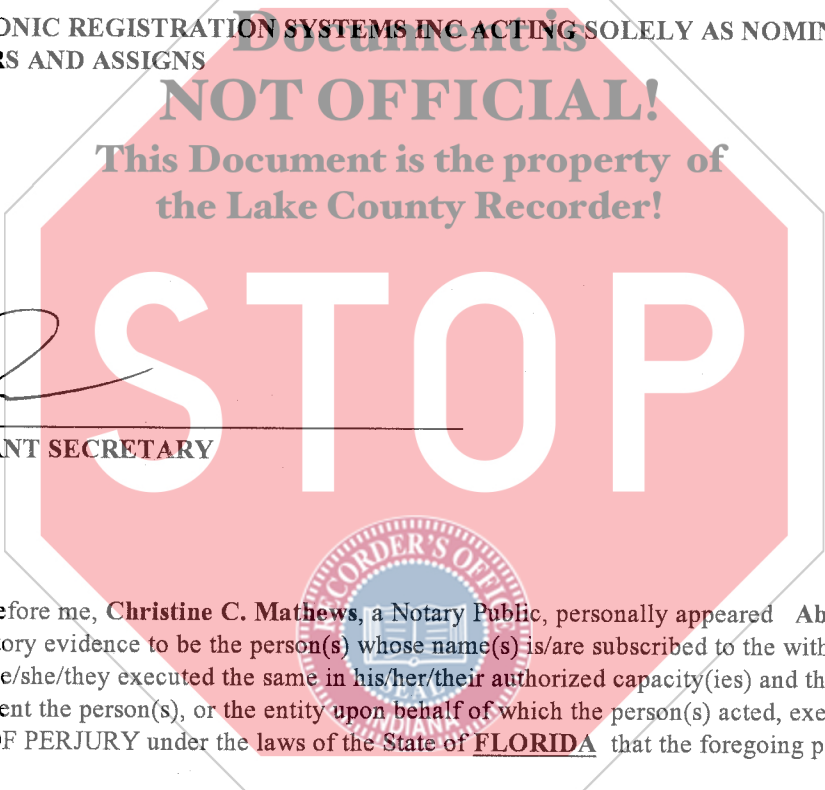 ONIC REGISTRATION SYSTEMS INC ACTING SOLELY AS NOMIN
RS AND ASSIGNS
Document is
NOT OFFICIAL!
This Document is the property of
the Lake County Recorder!
STOP
ANT SECRETARY
RECORDER'S OFFICE
SEAL
INDIANA
efore me, Christine C. Mathews, a Notary Public, personally appeared Ab
tory evidence to be the person(s) whose name(s) is/are subscribed to the with
e/she/they executed the same in his/her/their authorized capacity(ies) and th
ent the person(s), or the entity upon behalf of which the person(s) acted, exe
OF PERJURY under the laws of the State of FLORIDA that the foregoing p